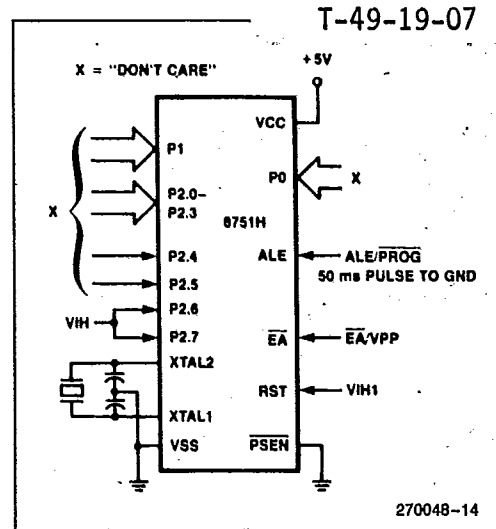 T-49-19-07
X = "DON'T CARE"
+5V
VCC
P1
P0
X
P2.0–
P2.3
X
8751H
P2.4
ALE
ALE/PROG
50 ms PULSE TO GND
P2.5
P2.6
VIH
P2.7
EA
EA/VPP
XTAL2
RST
VIH1
XTAL1
VSS
PSEN
270048–14